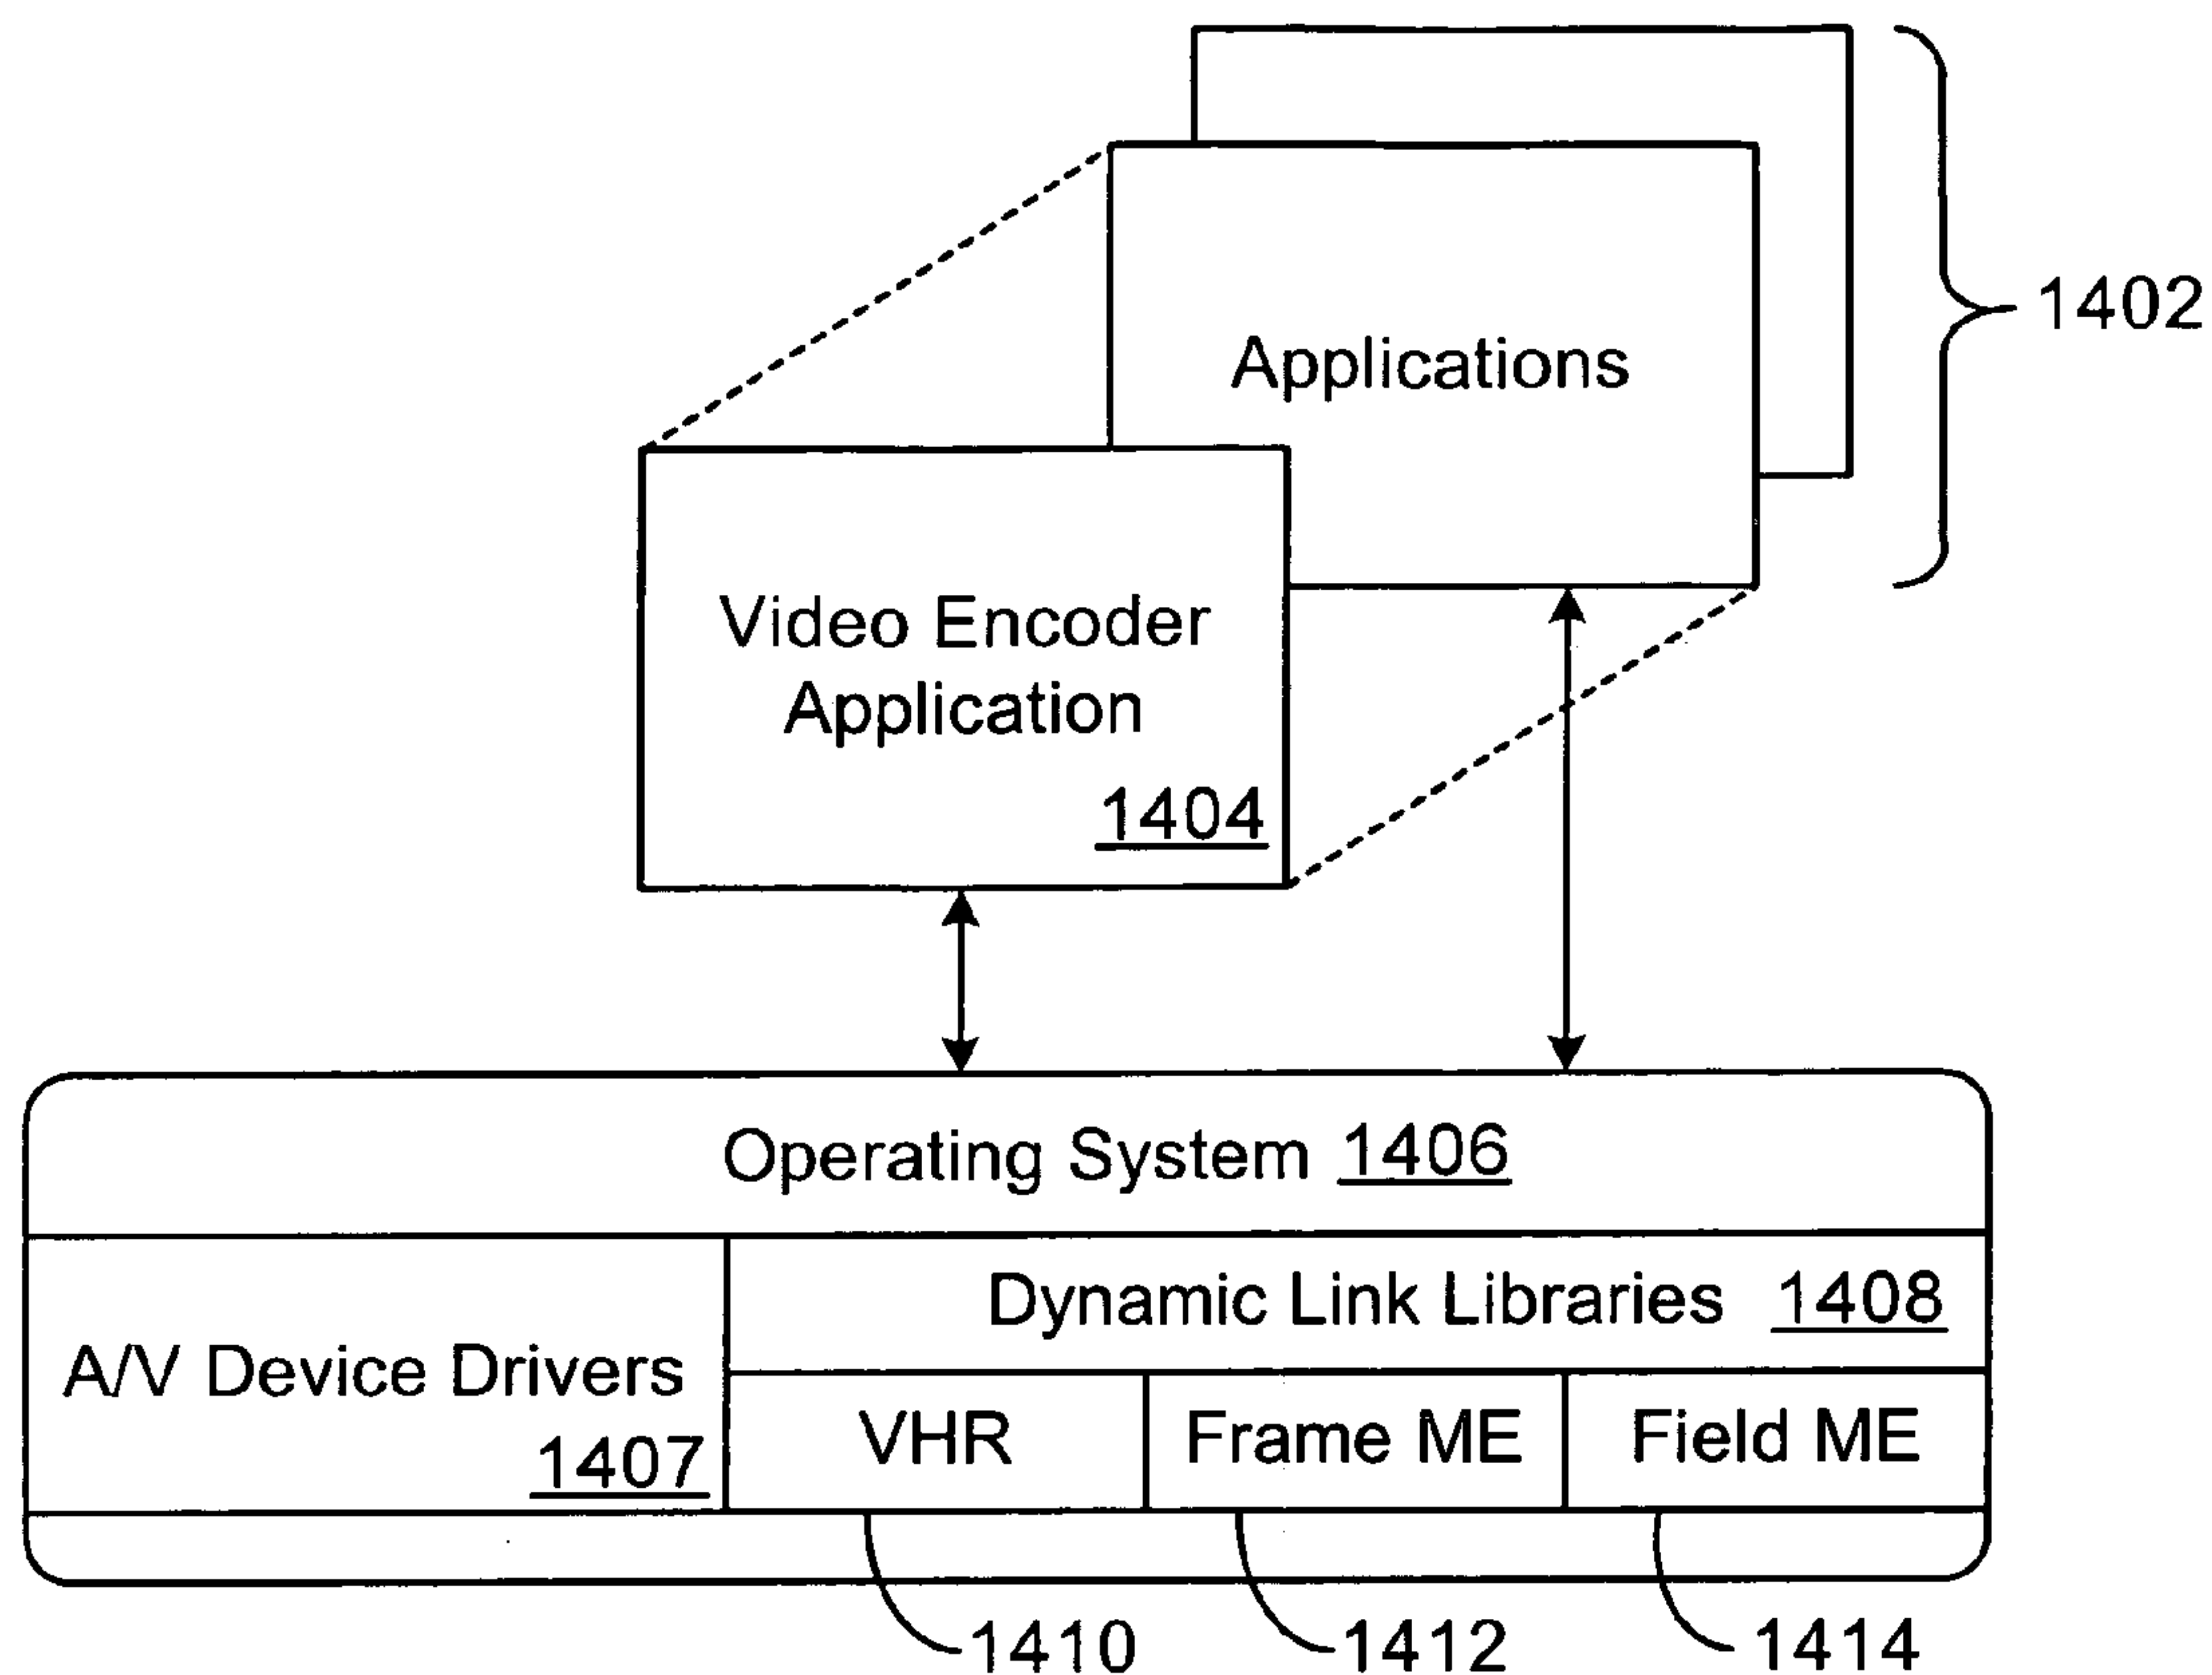 1402
Applications
Video Encoder
Application
1404
Operating System 1406
Dynamic Link Libraries 1408
A/V Device Drivers
1407
VHR
Frame ME
Field ME
1410
1412
1414